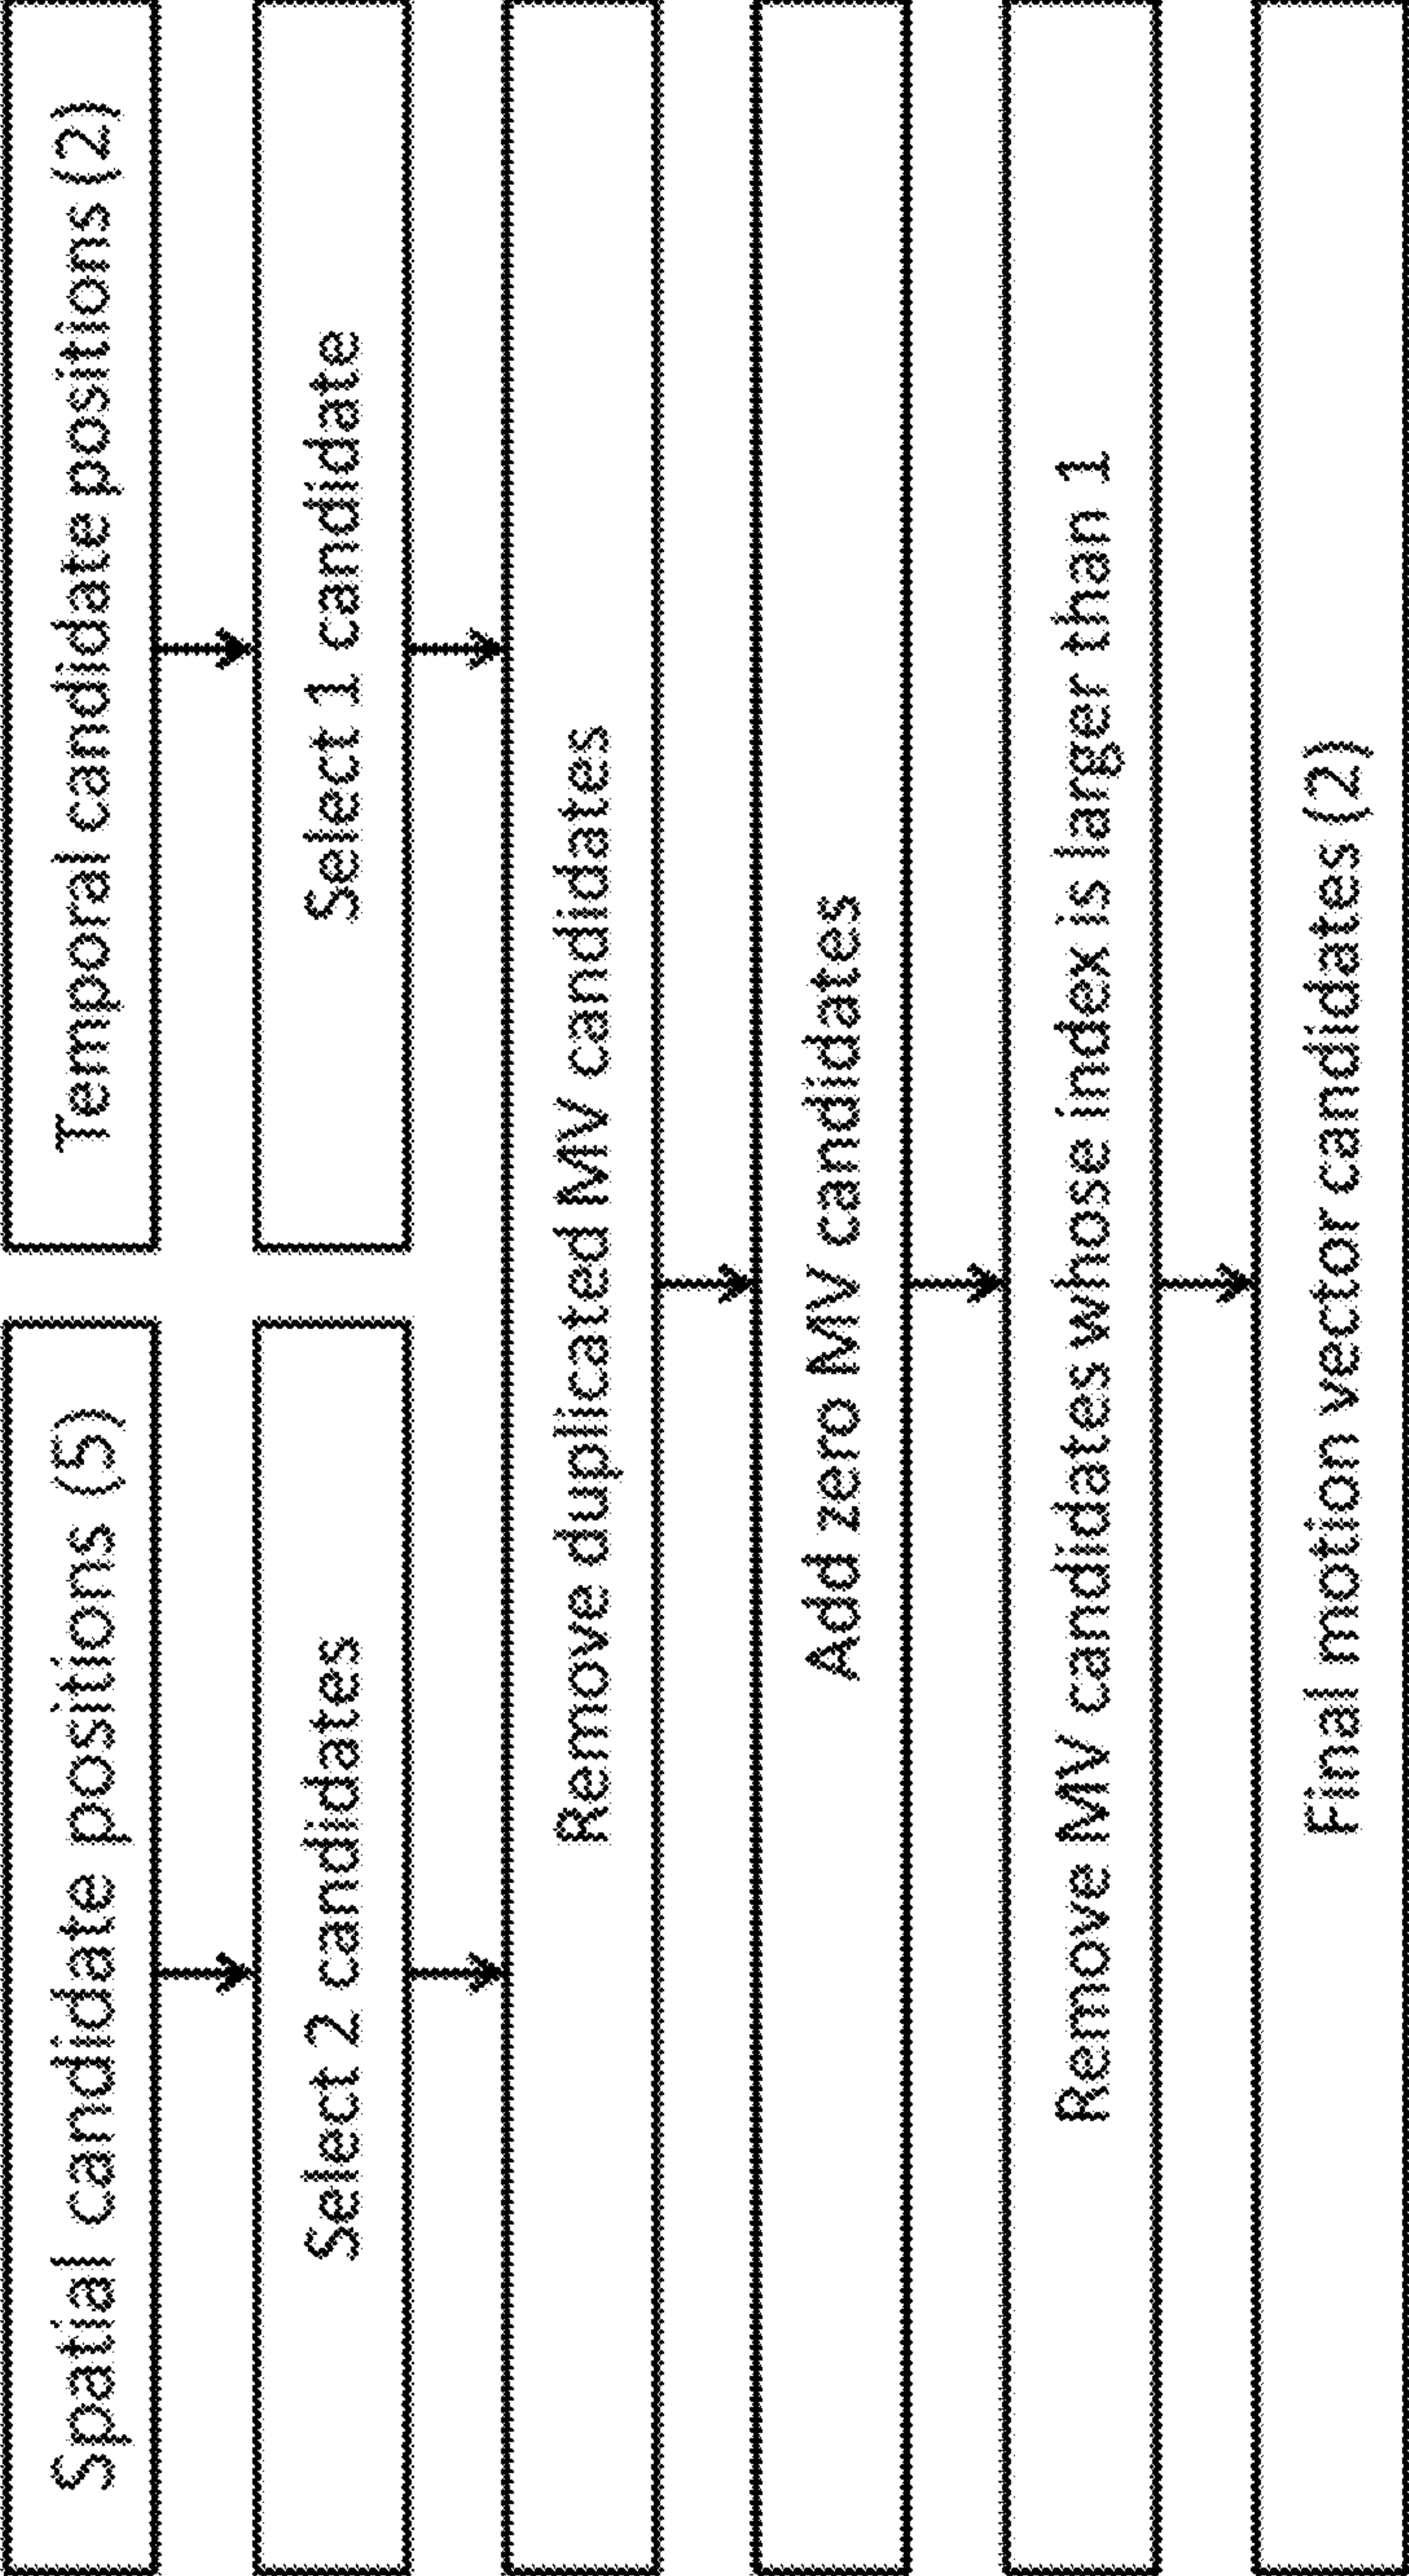 Spatial candidate positions (5)
Temporal candidate positions (2)
Select 2 candidates
Select 1 candidate
Remove duplicated MV candidates
Add zero MV candidates
Remove MV candidates whose index is larger than 1
Final motion vector candidates (2)